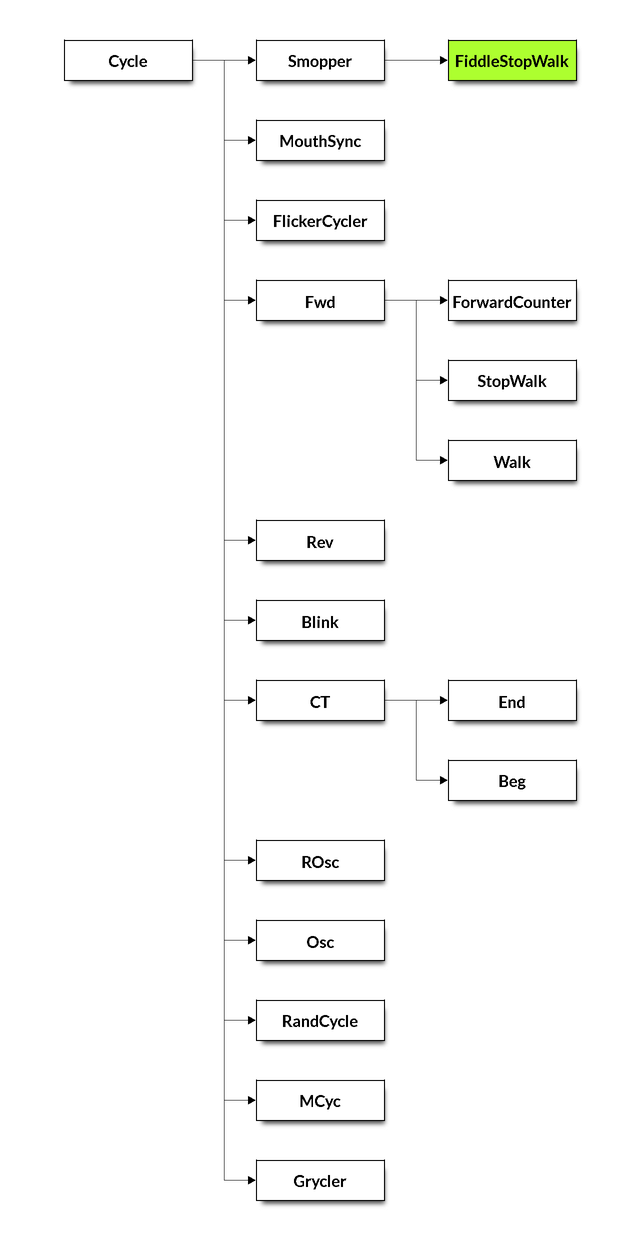 Cycle
Smopper
FiddleStopWalk
MouthSync
FlickerCycler
Fwd
ForwardCounter
StopWalk
Walk
Rev
Blink
CT
End
Beg
ROsc
Osc
RandCycle
MCyc
Grycler